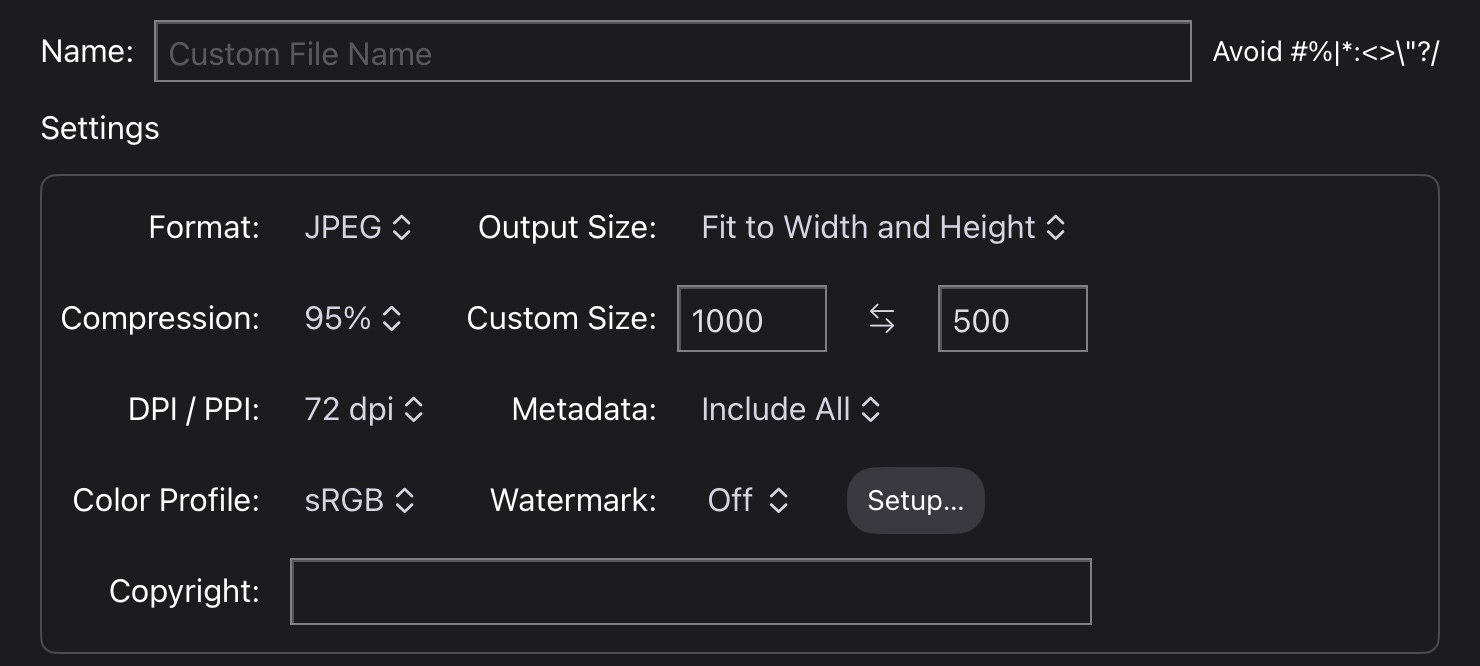 Name: Custom File Name Avoid #%|*:<>\"?/
Settings
Format: JPEG Output Size: Fit to Width and Height
Compression: 95% Custom Size: 1000 500
DPI / PPI: 72 dpi Metadata: Include All
Color Profile: sRGB Watermark: Off Setup...
Copyright: